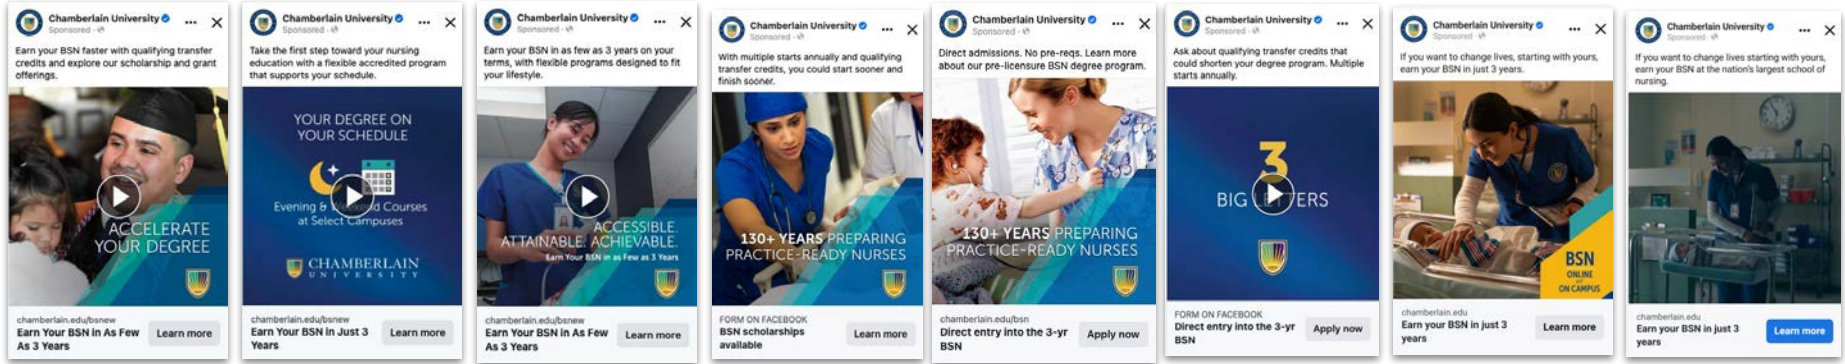 Chamberlain University
Sponsored ·
Earn your BSN faster with qualifying transfer
credits and explore our scholarship and grant
offerings.
ACCELERATE
YOUR DEGREE
chamberlain.edu/bsnew
Earn Your BSN in As Few
As 3 Years
Learn more
Chamberlain University
Sponsored ·
Take the first step toward your nursing
education with a flexible accredited program
that supports your schedule.
YOUR DEGREE ON
YOUR SCHEDULE
Evening & Weekend Courses
at Select Campuses
CHAMBERLAIN
UNIVERSITY
chamberlain.edu/bsnew
Earn Your BSN in Just 3
Years
Learn more
Chamberlain University
Sponsored ·
Earn your BSN in as few as 3 years on your
terms, with flexible programs designed to fit
your lifestyle.
ACCESSIBLE.
ATTAINABLE. ACHIEVABLE.
Earn Your BSN in as Few as 3 Years
chamberlain.edu/bsnew
Earn Your BSN in As Few
As 3 Years
Learn more
Chamberlain University
Sponsored ·
With multiple starts annually and qualifying
transfer credits, you could start sooner and
finish sooner.
130+ YEARS PREPARING
PRACTICE-READY NURSES
FORM ON FACEBOOK
BSN scholarships
available
Learn more
Chamberlain University
Sponsored ·
Direct admissions. No pre-reqs. Learn more
about our pre-licensure BSN degree program.
130+ YEARS PREPARING
PRACTICE-READY NURSES
chamberlain.edu/bsn
Direct entry into the 3-yr
BSN
Apply now
Chamberlain University
Sponsored ·
Ask about qualifying transfer credits that
could shorten your degree program. Multiple
starts annually.
3
BIG LETTERS
FORM ON FACEBOOK
Direct entry into the 3-yr
BSN
Apply now
Chamberlain University
Sponsored ·
If you want to change lives, starting with yours,
earn your BSN in just 3 years.
BSN
ONLINE
OR
ON CAMPUS
chamberlain.edu
Earn your BSN in just 3
years
Learn more
Chamberlain University
Sponsored ·
If you want to change lives starting with yours,
earn your BSN at the nation's largest school of
nursing.
chamberlain.edu
Earn your BSN in just 3
years
Learn more